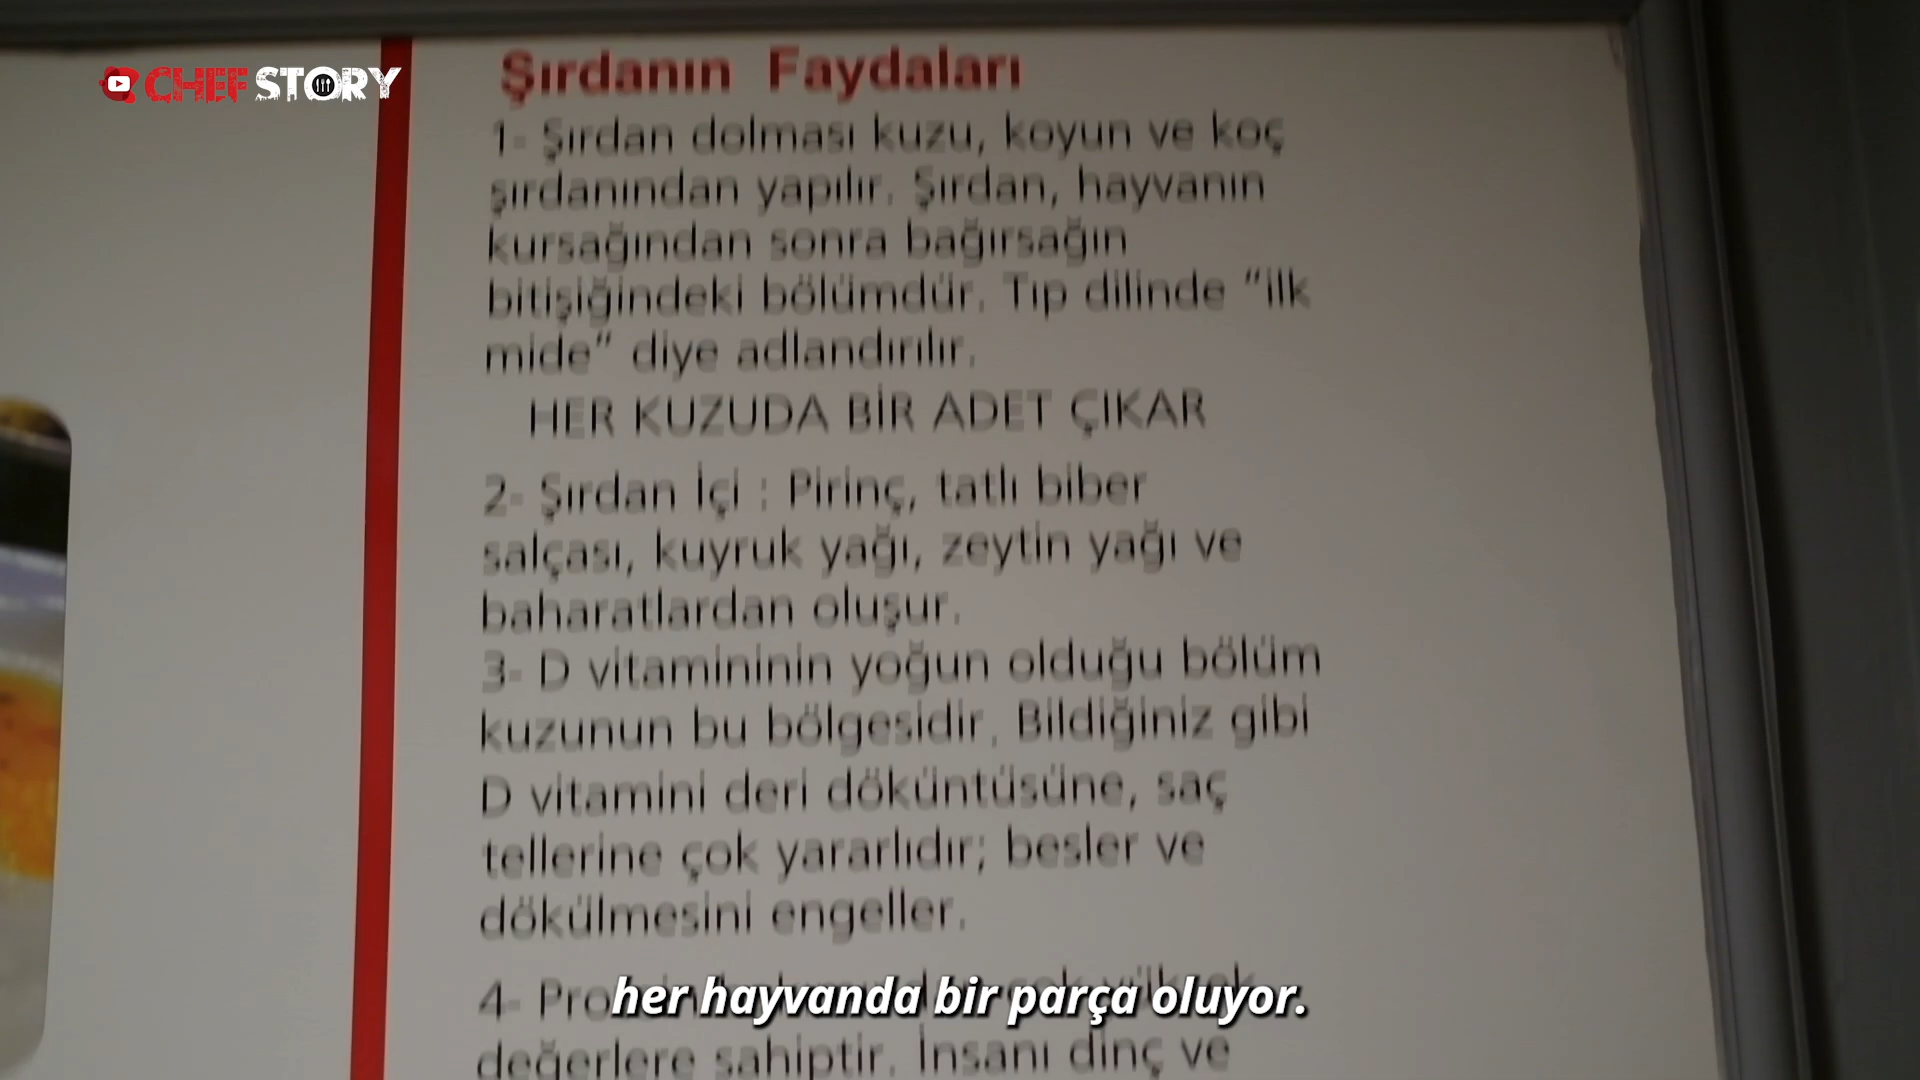 CHEF STORY
Şırdanın Faydaları
1- Şırdan dolması kuzu, koyun ve koç
şırdanından yapılır. Şırdan, hayvanın
kursağından sonra bağırsağın
bitişiğindeki bölümdür. Tıp dilinde “ilk
mide” diye adlandırılır.
HER KUZUDA BİR ADET ÇIKAR
2- Şırdan İçi : Pirinç, tatlı biber
salçası, kuyruk yağı, zeytin yağı ve
baharatlardan oluşur.
3- D vitamininin yoğun olduğu bölüm
kuzunun bu bölgesidir. Bildiğiniz gibi
D vitamini deri döküntüsüne, saç
tellerine çok yararlıdır; besler ve
dökülmesini engeller.
4- çok yüksek
her hayvanda bir parça oluyor.
değerlere sahiptir. İnsanı dinç ve